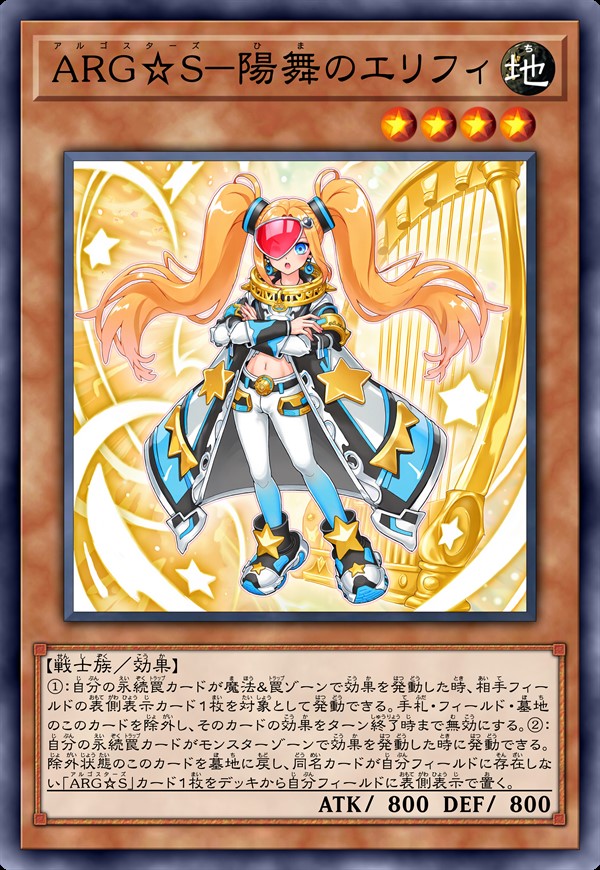 ARG☆S－陽舞のエリフィ
アルゴスターズ ひま
地
ち
【戦士族／効果】
①：自分の永続罠カードが魔法＆罠ゾーンで効果を発動した時、相手フィー
ルドの表側表示カード１枚を対象として発動できる。手札・フィールド・墓地
のこのカードを除外し、そのカードの効果をターン終了時まで無効にする。②：
自分の永続罠カードがモンスターゾーンで効果を発動した時に発動できる。
除外状態のこのカードを墓地に戻し、同名カードが自分フィールドに存在しな
い「ARG☆S」カード１枚をデッキから自分フィールドに表側表示で置く。
ATK/ 800 DEF/ 800